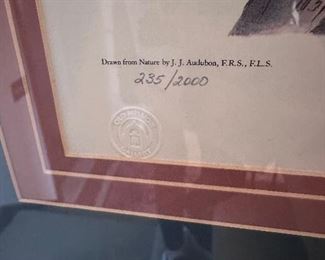 Drawn from Nature by J. J. Audubon, F.R.S., F.L.S.
235/2000